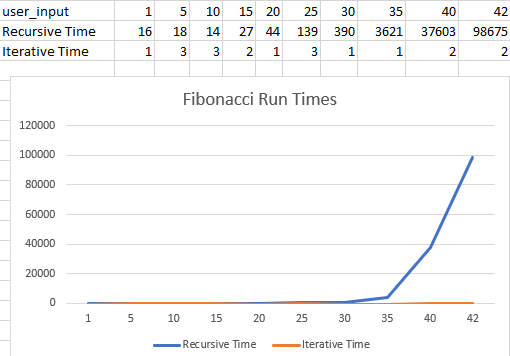 user_input 1 5 10 15 20 25 30 35 40 42
Recursive Time 16 18 14 27 44 139 390 3621 37603 98675
Iterative Time 1 3 3 2 1 3 1 1 2 2
Fibonacci Run Times
120000
100000
80000
60000
40000
20000
0
1 5 10 15 20 25 30 35 40 42
Recursive Time Iterative Time